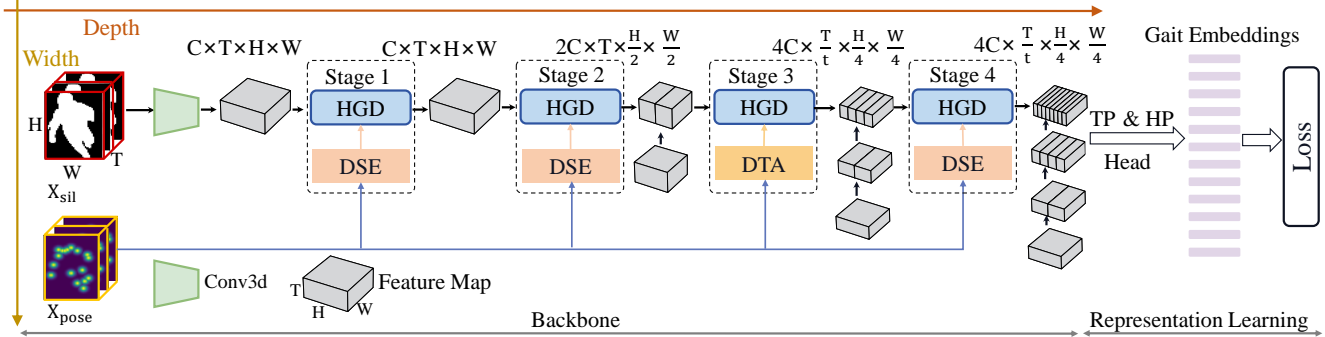 Depth
Width
C×T×H×W
C×T×H×W
2C×T×H/2×W/2
4C×T/t×H/4×W/4
4C×T/t×H/4×W/4
Gait Embeddings
Stage 1
Stage 2
Stage 3
Stage 4
HGD
HGD
HGD
HGD
H
T
W
X_sil
DSE
DSE
DTA
DSE
TP & HP
Head
Loss
X_pose
Conv3d
T
H
W
Feature Map
Backbone
Representation Learning